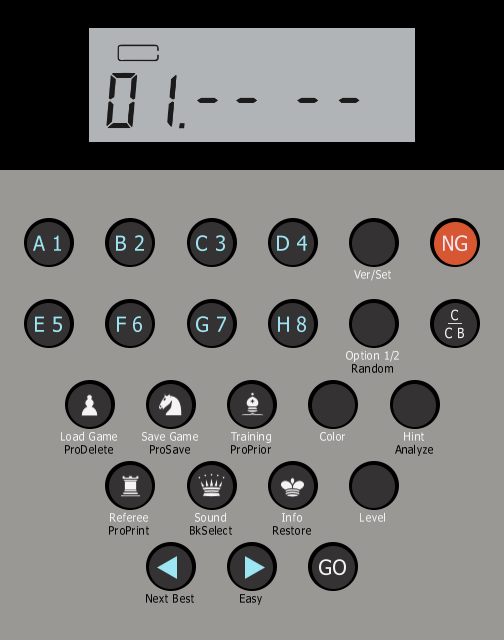 01.-- --
A 1 B 2 C 3 D 4 NG
Ver/Set
E 5 F 6 G 7 H 8 C
C B
Option 1/2
Random
Load Game Save Game Training Color Hint
ProDelete ProSave ProPrior Analyze
Referee Sound Info Level
ProPrint BkSelect Restore
GO
Next Best Easy